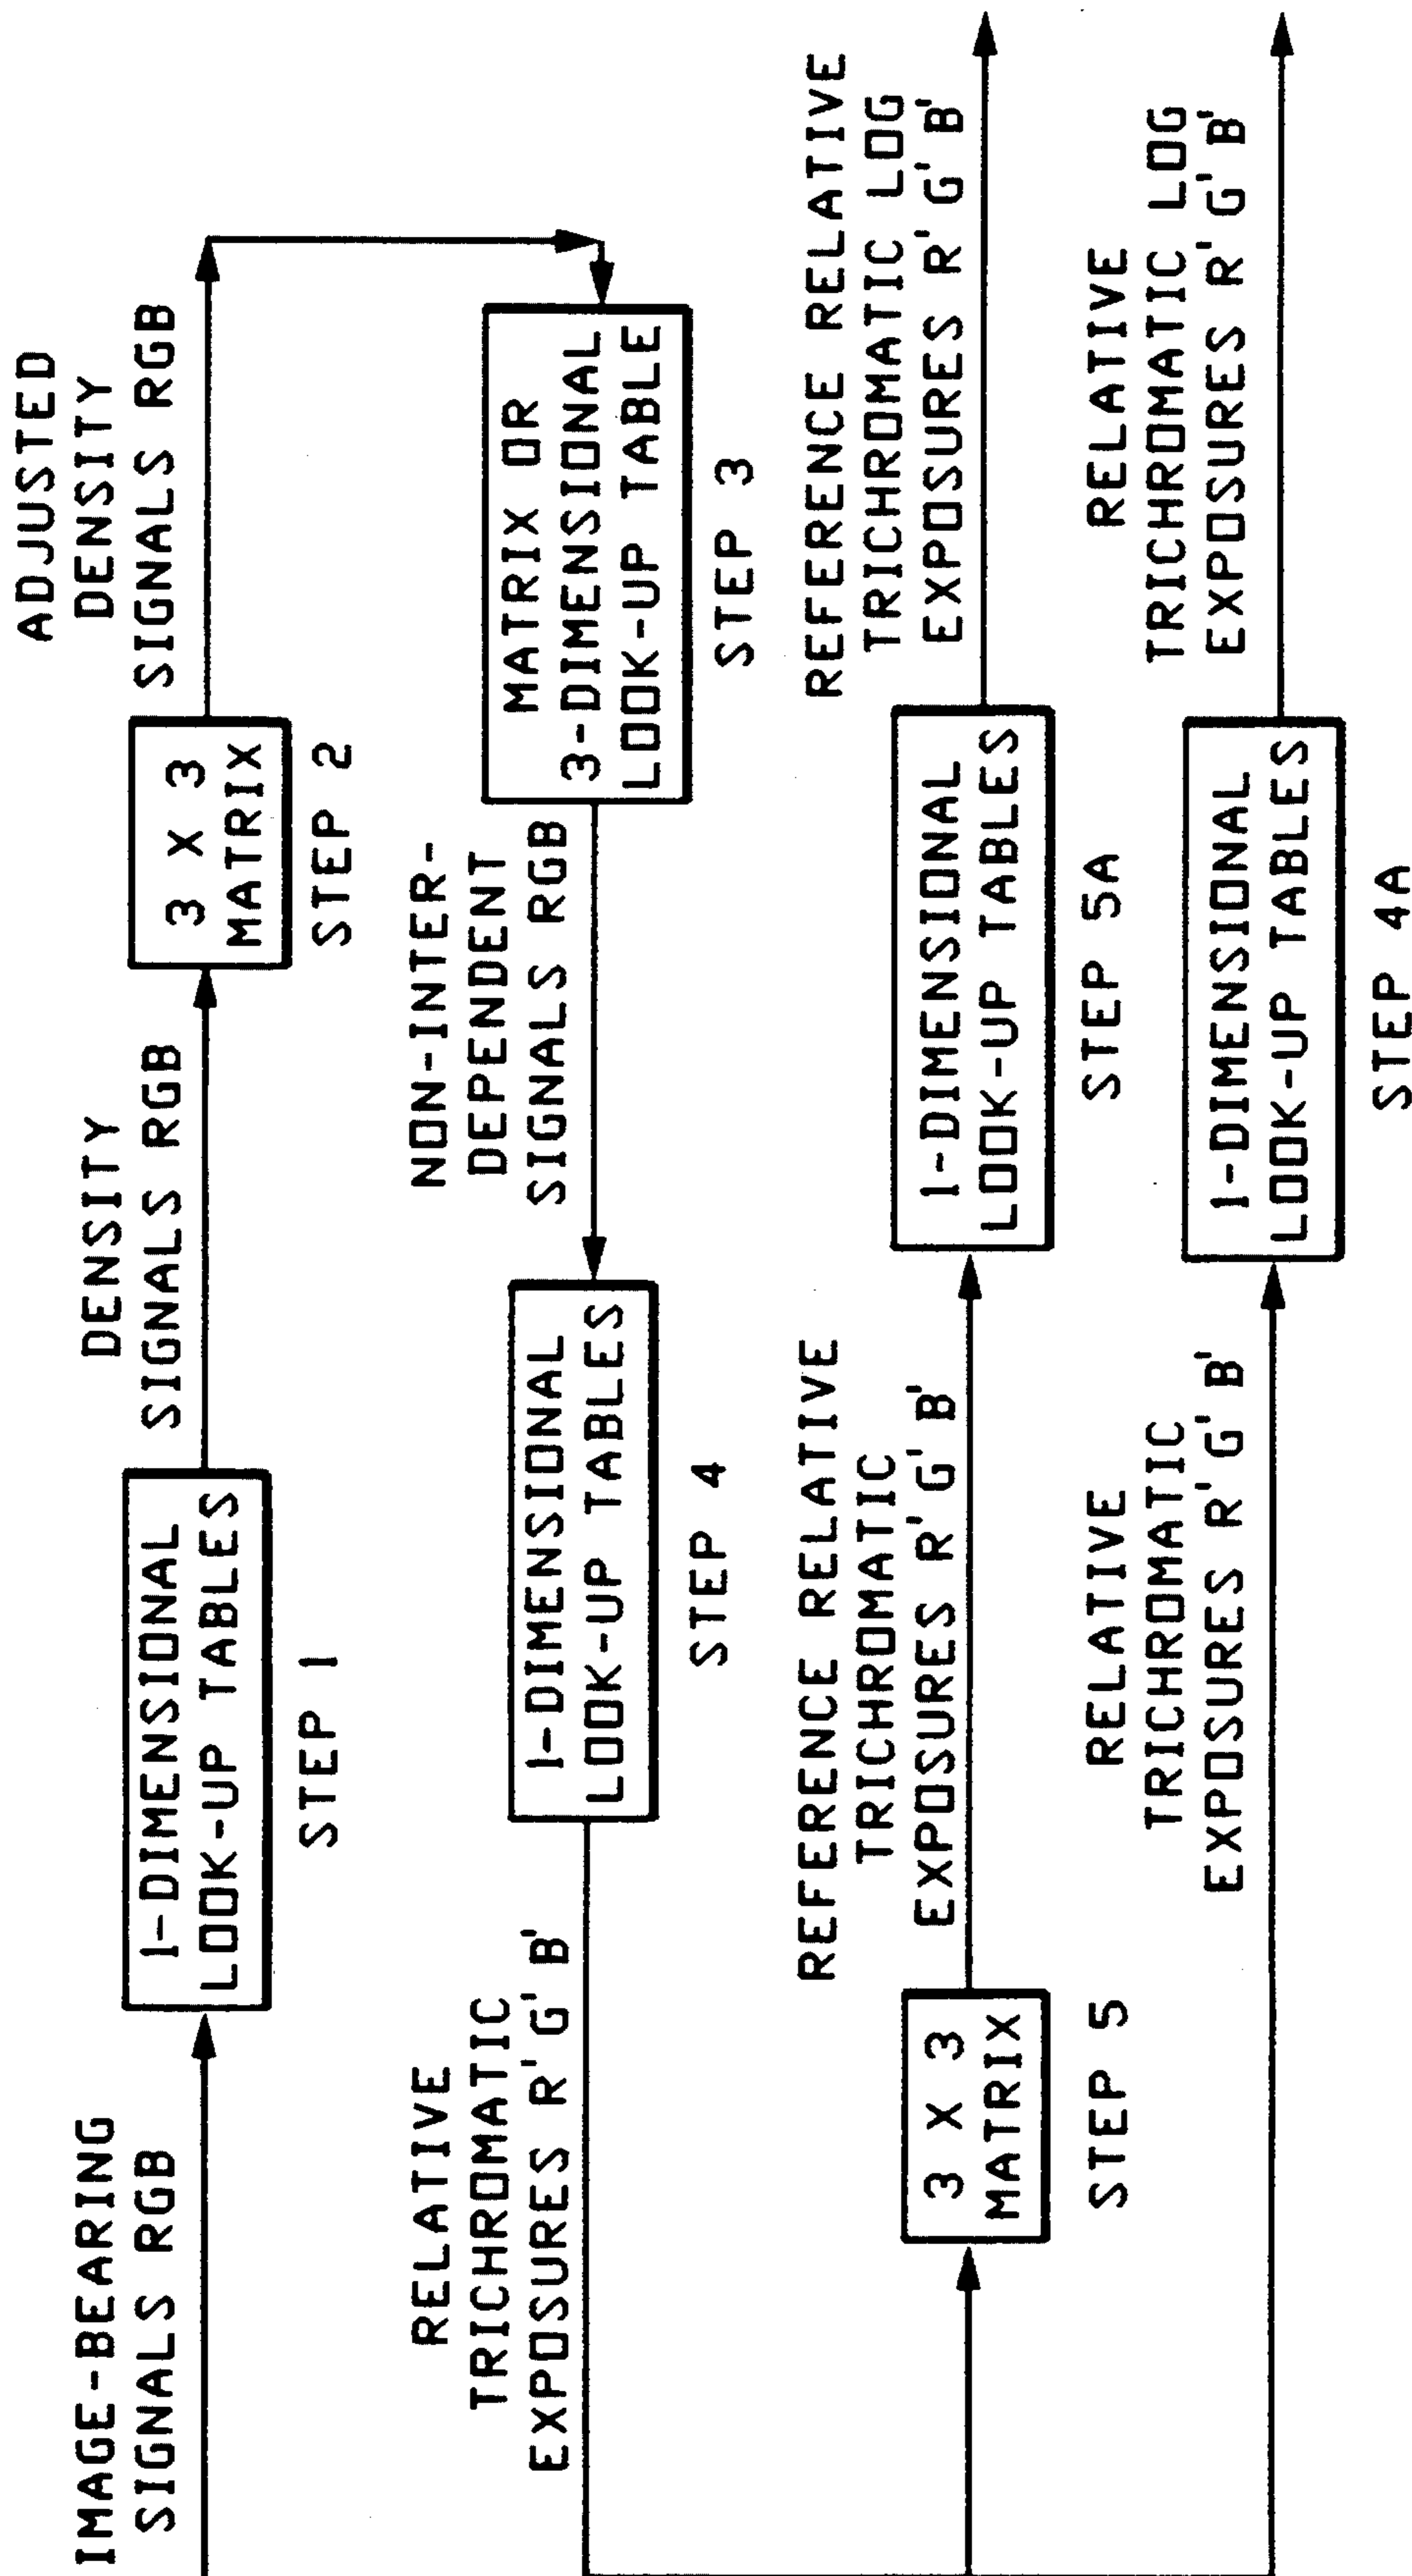 IMAGE-BEARING
SIGNALS RGB
1-DIMENSIONAL
LOOK-UP TABLES
STEP 1
DENSITY
SIGNALS RGB
3 X 3
MATRIX
STEP 2
ADJUSTED
DENSITY
SIGNALS RGB
MATRIX OR
3-DIMENSIONAL
LOOK-UP TABLE
STEP 3
NON-INTER-
DEPENDENT
SIGNALS RGB
1-DIMENSIONAL
LOOK-UP TABLES
STEP 4
RELATIVE
TRICHROMATIC
EXPOSURES R' G' B'
3 X 3
MATRIX
STEP 5
REFERENCE RELATIVE
TRICHROMATIC
EXPOSURES R' G' B'
1-DIMENSIONAL
LOOK-UP TABLES
STEP 5A
REFERENCE RELATIVE
TRICHROMATIC LOG
EXPOSURES R' G' B'
RELATIVE
TRICHROMATIC
EXPOSURES R' G' B'
1-DIMENSIONAL
LOOK-UP TABLES
STEP 4A
RELATIVE
TRICHROMATIC LOG
EXPOSURES R' G' B'